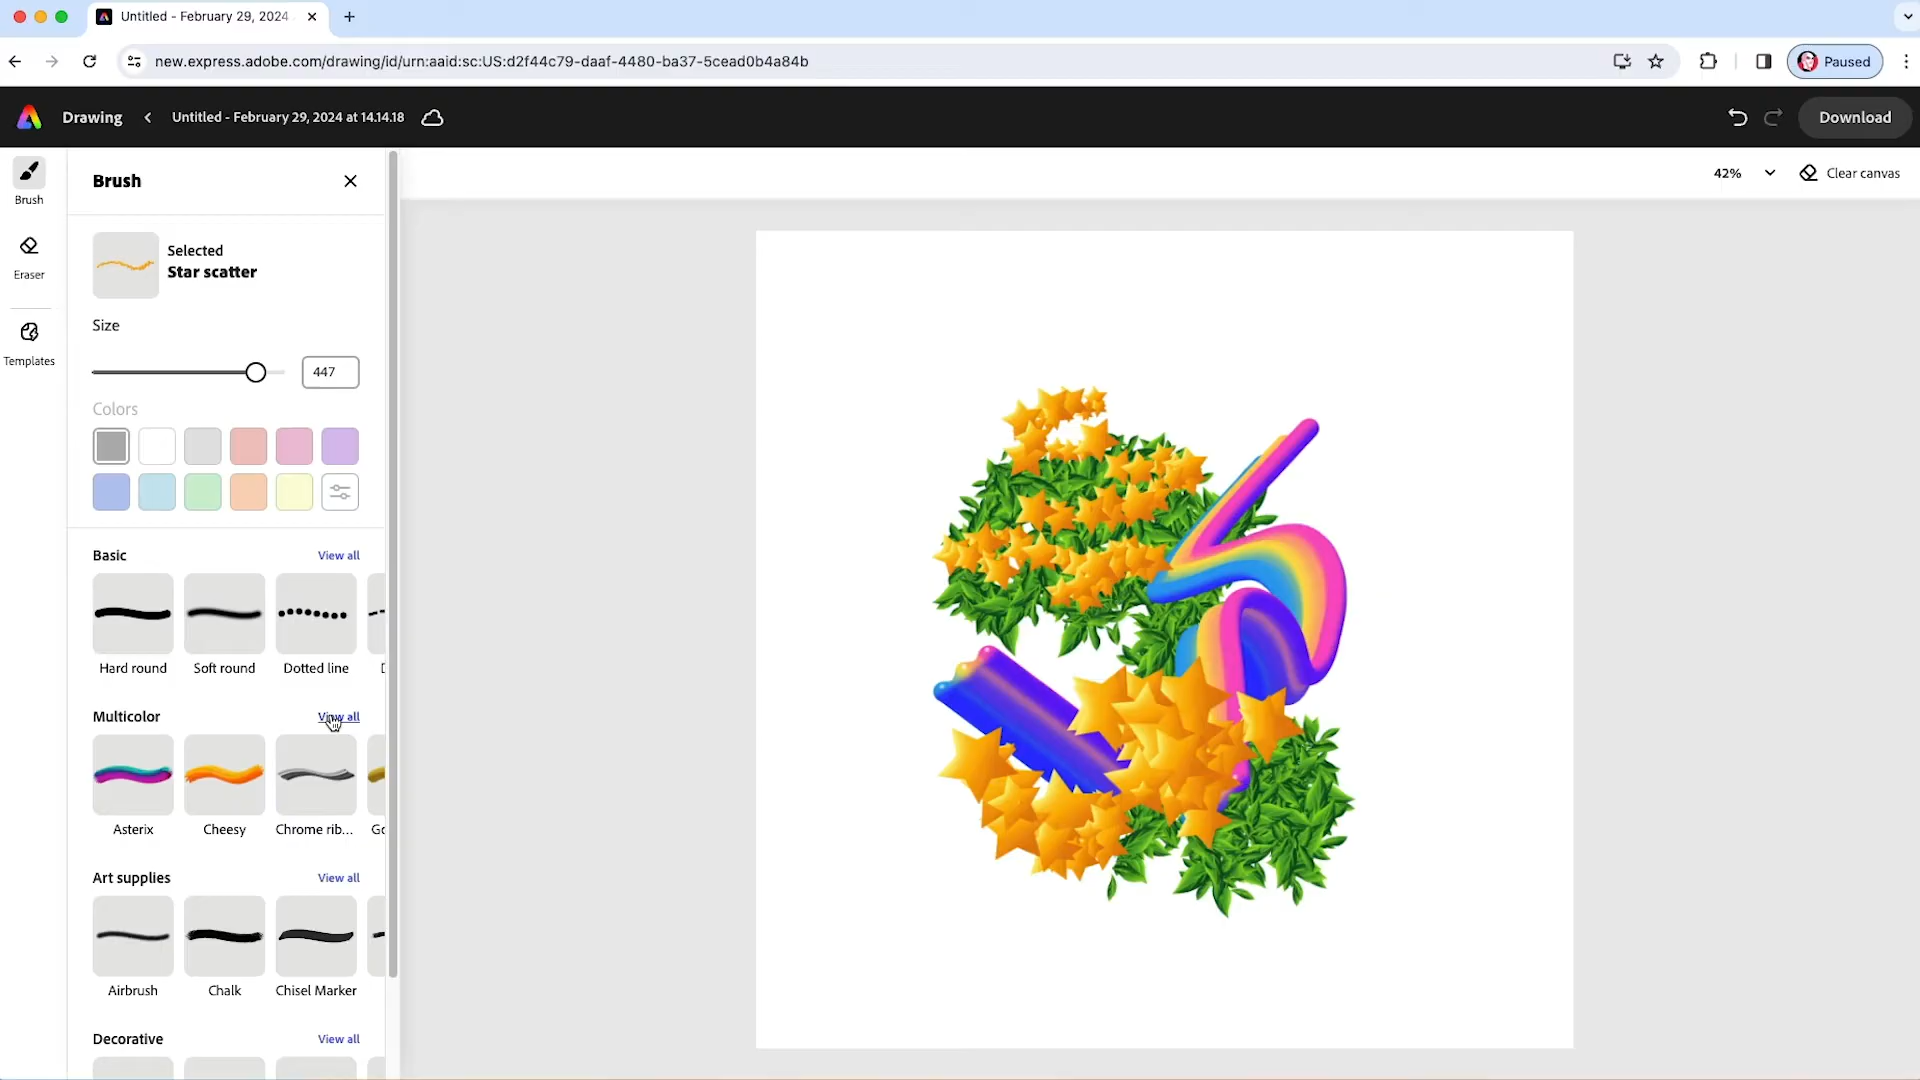 Untitled - February 29, 2024
new.express.adobe.com/drawing/id/urn:aaid:sc:US:d2f44c79-daaf-4480-ba37-5cead0b4a84b
Paused
Drawing
Untitled - February 29, 2024 at 14.14.18
Download
Brush
Eraser
Templates
Brush
42%
Clear canvas
Selected
Star scatter
Size
447
Colors
Basic
View all
Hard round
Soft round
Dotted line
Multicolor
View all
Asterix
Cheesy
Chrome rib...
Art supplies
View all
Airbrush
Chalk
Chisel Marker
Decorative
View all